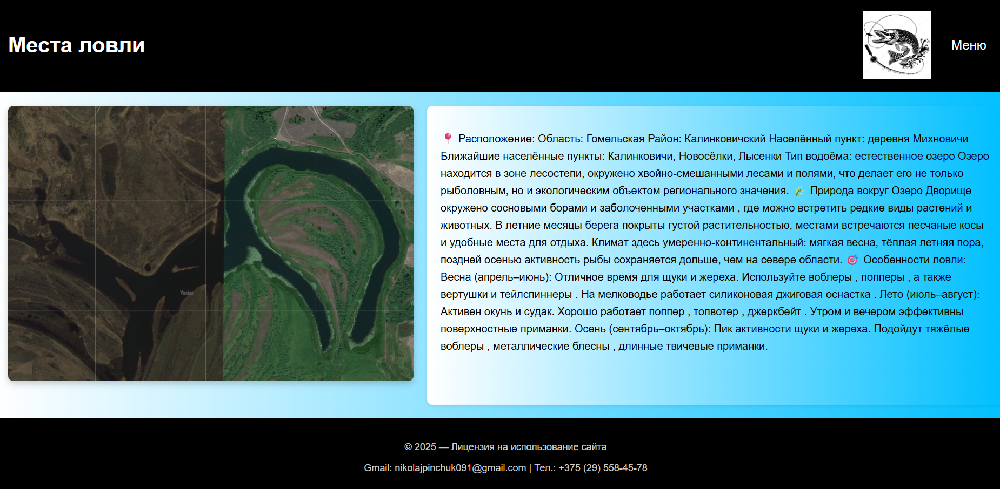 Места ловли
Меню
Yandex
📍 Расположение: Область: Гомельская Район: Калинковичский Населённый пункт: деревня Михновичи
Ближайшие населённые пункты: Калинковичи, Новосёлки, Лысенки Тип водоёма: естественное озеро Озеро
находится в зоне лесостепи, окружено хвойно-смешанными лесами и полями, что делает его не только
рыболовным, но и экологическим объектом регионального значения. 🌿 Природа вокруг Озеро Дворище
окружено сосновыми борами и заболоченными участками , где можно встретить редкие виды растений и
животных. В летние месяцы берега покрыты густой растительностью, местами встречаются песчаные косы
и удобные места для отдыха. Климат здесь умеренно-континентальный: мягкая весна, тёплая летняя пора,
поздней осенью активность рыбы сохраняется дольше, чем на севере области. 🎯 Особенности ловли:
Весна (апрель–июнь): Отличное время для щуки и жереха. Используйте воблеры , попперы , а также
вертушки и тейлспиннеры . На мелководье работает силиконовая джиговая оснастка . Лето (июль–август):
Активен окунь и судак. Хорошо работает поппер , топвотер , джеркбейт . Утром и вечером эффективны
поверхностные приманки. Осень (сентябрь–октябрь): Пик активности щуки и жереха. Подойдут тяжёлые
воблеры , металлические блесны , длинные твичевые приманки.
© 2025 — Лицензия на использование сайта
Gmail: nikolajpinchuk091@gmail.com | Тел.: +375 (29) 558-45-78